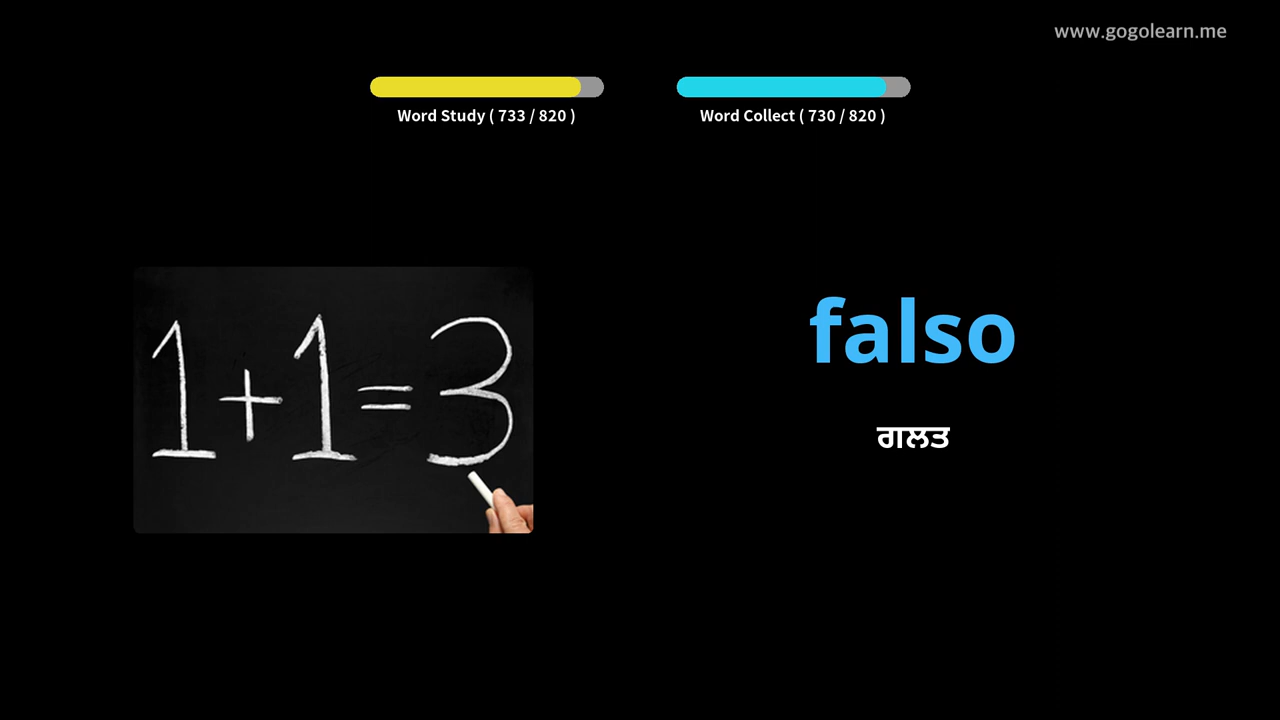 www.gogolearn.me
Word Study ( 733 / 820 )
Word Collect ( 730 / 820 )
1+1=3
falso
ਗਲਤ